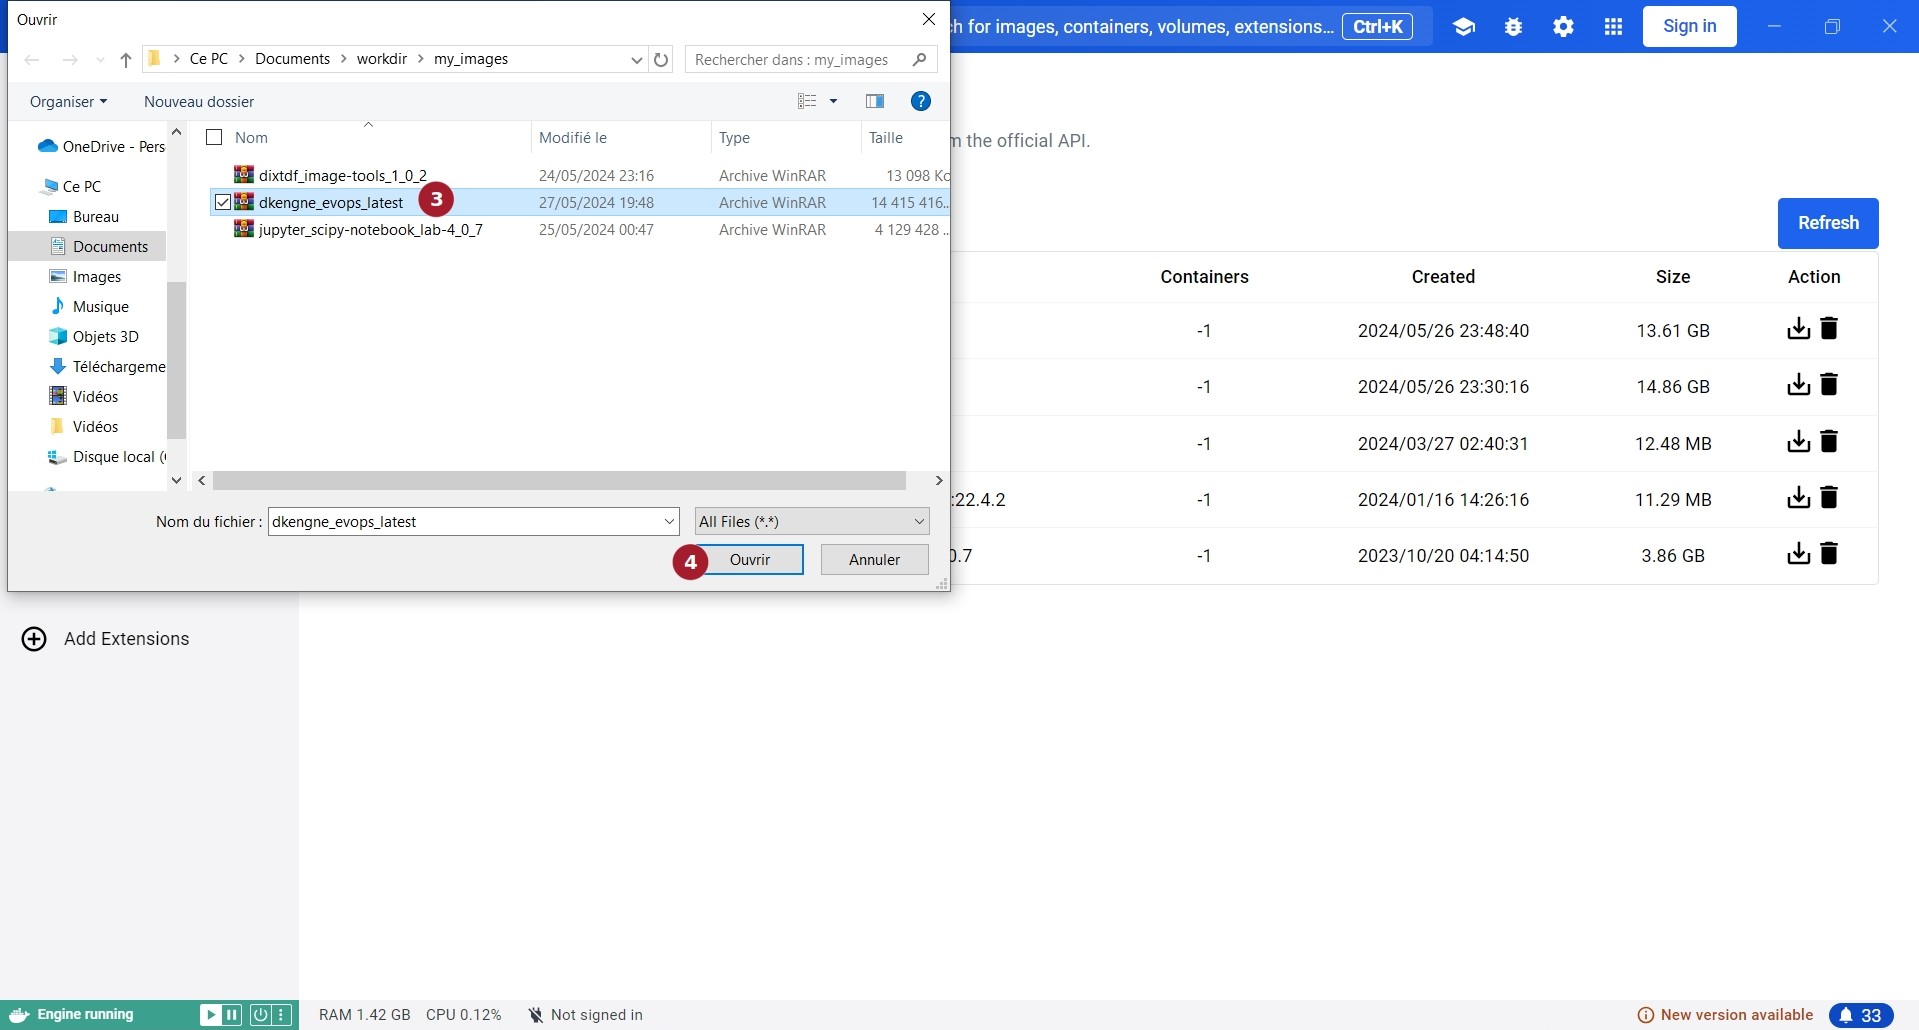 Ouvrir
Ce PC > Documents > workdir > my_images
Rechercher dans : my_images
h for images, containers, volumes, extensions... Ctrl+K
Sign in
Organiser
Nouveau dossier
?
OneDrive - Pers
Ce PC
Bureau
Documents
Images
Musique
Objets 3D
Téléchargeme
Vidéos
Vidéos
Disque local (
Nom Modifié le Type Taille
dixtdf_image-tools_1_0_2 24/05/2024 23:16 Archive WinRAR 13 098 Ko
dkengne_evops_latest 3 27/05/2024 19:48 Archive WinRAR 14 415 416...
jupyter_scipy-notebook_lab-4_0_7 25/05/2024 00:47 Archive WinRAR 4 129 428 ...
Nom du fichier : dkengne_evops_latest All Files (*.*)
4 Ouvrir Annuler
m the official API.
Refresh
Containers Created Size Action
-1 2024/05/26 23:48:40 13.61 GB
-1 2024/05/26 23:30:16 14.86 GB
-1 2024/03/27 02:40:31 12.48 MB
:22.4.2 -1 2024/01/16 14:26:16 11.29 MB
0.7 -1 2023/10/20 04:14:50 3.86 GB
Add Extensions
Engine running
RAM 1.42 GB CPU 0.12% Not signed in
New version available 33